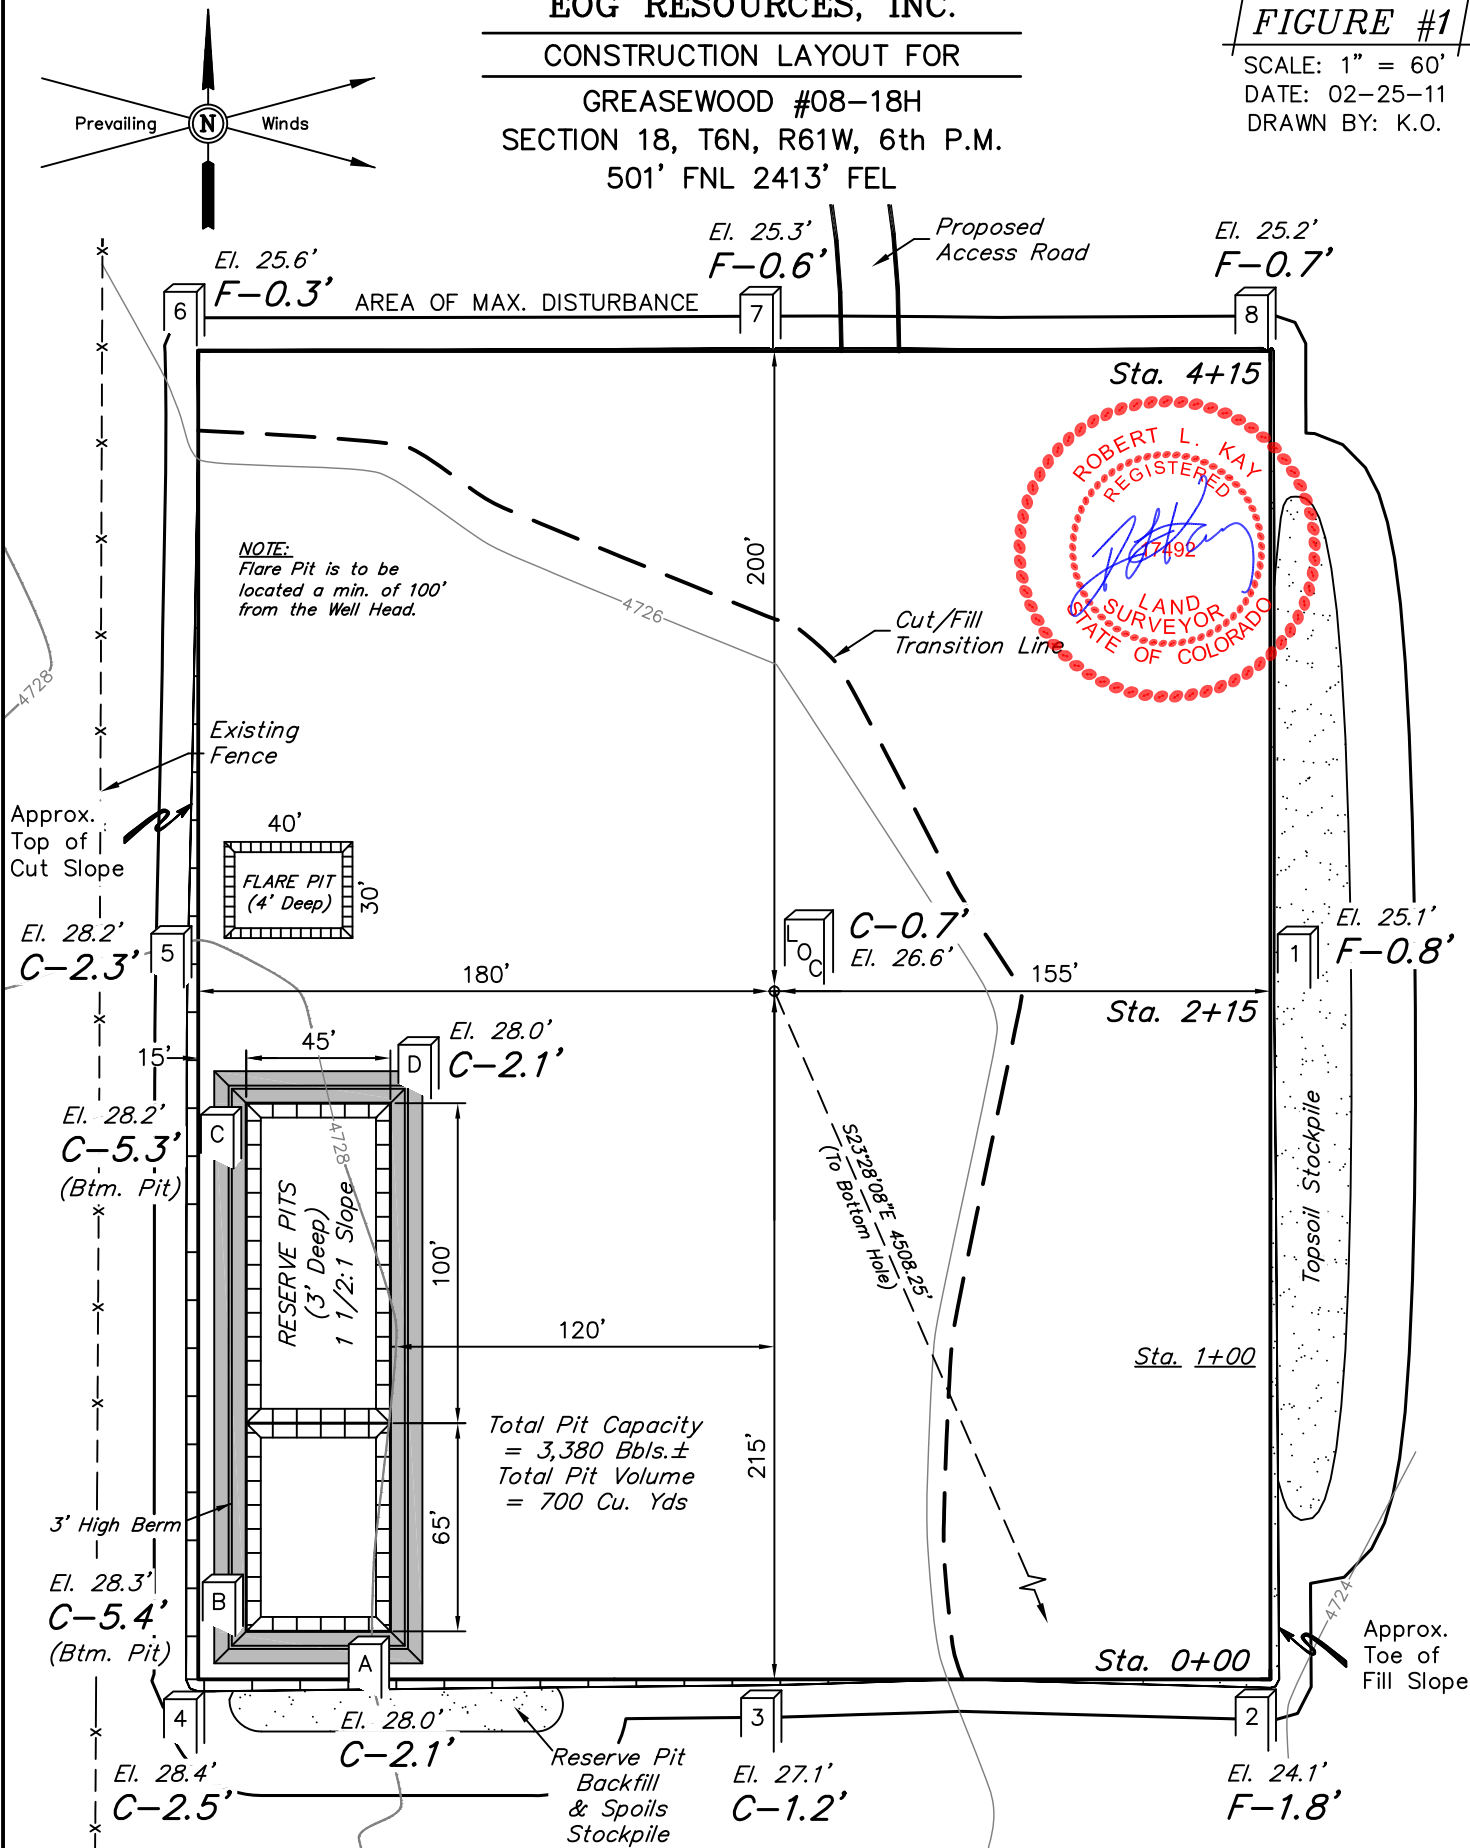 EOG RESOURCES, INC.
CONSTRUCTION LAYOUT FOR
GREASEWOOD #08-18H
SECTION 18, T6N, R61W, 6th P.M.
501' FNL 2413' FEL
FIGURE #1
SCALE: 1" = 60'
DATE: 02-25-11
DRAWN BY: K.O.
Prevailing
N
Winds
El. 25.6'
F-0.3'
6
AREA OF MAX. DISTURBANCE
El. 25.3'
F-0.6'
7
Proposed
Access Road
El. 25.2'
F-0.7'
8
Sta. 4+15
ROBERT L. KAY
REGISTERED
17492
LAND
SURVEYOR
STATE OF COLORADO
NOTE:
Flare Pit is to be
located a min. of 100'
from the Well Head.
200'
4726
Cut/Fill
Transition Line
4728
Existing
Fence
Approx.
Top of
Cut Slope
40'
FLARE PIT
(4' Deep)
30'
El. 28.2'
C-2.3'
5
LOC
C-0.7'
El. 26.6'
1
El. 25.1'
F-0.8'
180'
155'
Sta. 2+15
15'
45'
D
El. 28.0'
C-2.1'
El. 28.2'
C-5.3'
(Btm. Pit)
C
4728
RESERVE PITS
(3' Deep)
1 1/2:1 Slope
100'
S23°28'08"E 4508.25'
(To Bottom Hole)
Topsoil Stockpile
120'
Sta. 1+00
Total Pit Capacity
= 3,380 Bbls.±
Total Pit Volume
= 700 Cu. Yds
215'
65'
3' High Berm
El. 28.3'
C-5.4'
(Btm. Pit)
B
4724
Approx.
Toe of
Fill Slope
A
Sta. 0+00
4
El. 28.4'
C-2.5'
El. 28.0'
C-2.1'
Reserve Pit
Backfill
& Spoils
Stockpile
3
El. 27.1'
C-1.2'
2
El. 24.1'
F-1.8'